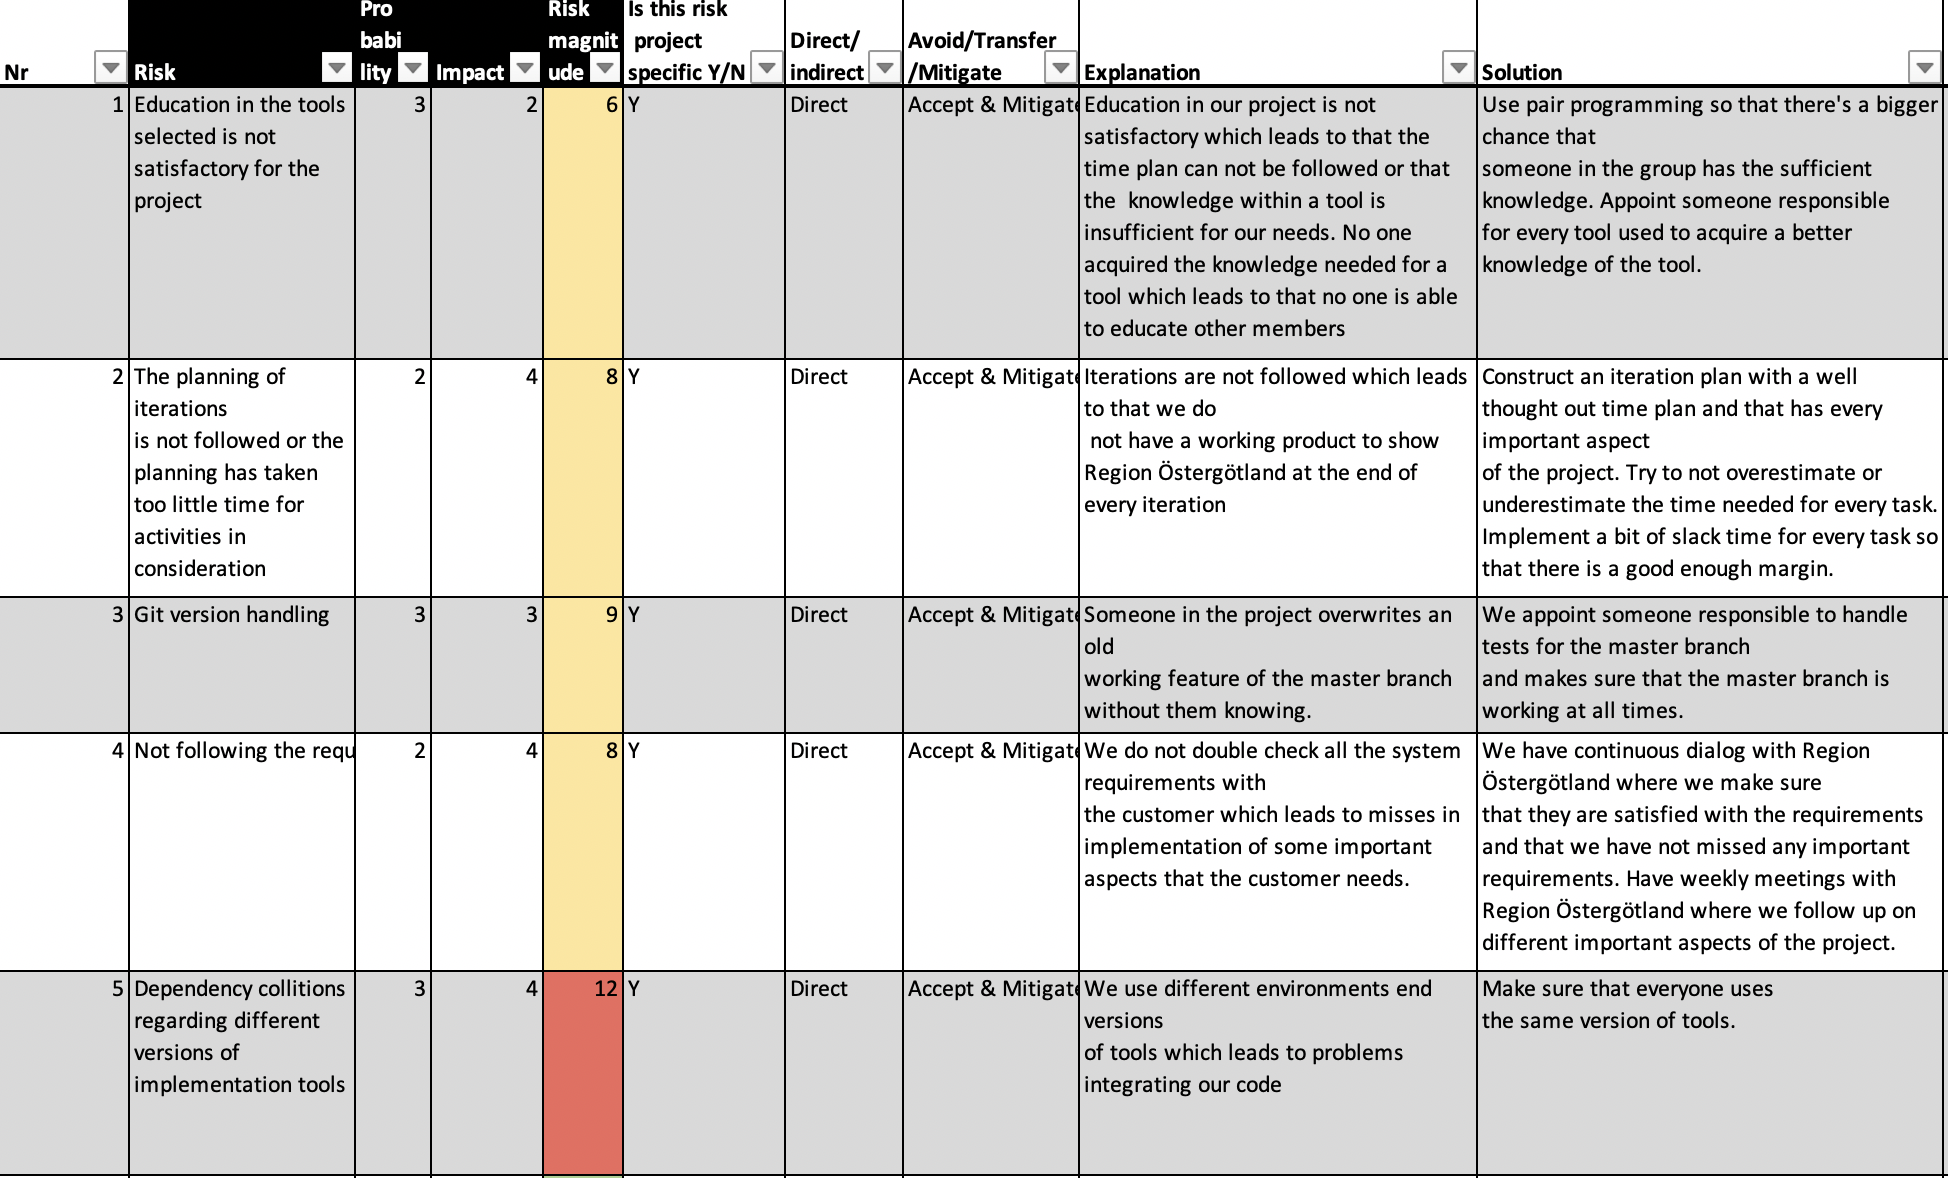 Nr
Risk
Pro
babi
lity
Impact
Risk
magnit
ude
Is this risk
project
specific Y/N
Direct/
indirect
Avoid/Transfer
/Mitigate
Explanation
Solution
1
Education in the tools
selected is not
satisfactory for the
project
3
2
6
Y
Direct
Accept & Mitigate
Education in our project is not
satisfactory which leads to that the
time plan can not be followed or that
the  knowledge within a tool is
insufficient for our needs. No one
acquired the knowledge needed for a
tool which leads to that no one is able
to educate other members
Use pair programming so that there's a bigger
chance that
someone in the group has the sufficient
knowledge. Appoint someone responsible
for every tool used to acquire a better
knowledge of the tool.
2
The planning of
iterations
is not followed or the
planning has taken
too little time for
activities in
consideration
2
4
8
Y
Direct
Accept & Mitigate
Iterations are not followed which leads
to that we do
not have a working product to show
Region Östergötland at the end of
every iteration
Construct an iteration plan with a well
thought out time plan and that has every
important aspect
of the project. Try to not overestimate or
underestimate the time needed for every task.
Implement a bit of slack time for every task so
that there is a good enough margin.
3
Git version handling
3
3
9
Y
Direct
Accept & Mitigate
Someone in the project overwrites an
old
working feature of the master branch
without them knowing.
We appoint someone responsible to handle
tests for the master branch
and makes sure that the master branch is
working at all times.
4
Not following the requ
2
4
8
Y
Direct
Accept & Mitigate
We do not double check all the system
requirements with
the customer which leads to misses in
implementation of some important
aspects that the customer needs.
We have continuous dialog with Region
Östergötland where we make sure
that they are satisfied with the requirements
and that we have not missed any important
requirements. Have weekly meetings with
Region Östergötland where we follow up on
different important aspects of the project.
5
Dependency collitions
regarding different
versions of
implementation tools
3
4
12
Y
Direct
Accept & Mitigate
We use different environments end
versions
of tools which leads to problems
integrating our code
Make sure that everyone uses
the same version of tools.